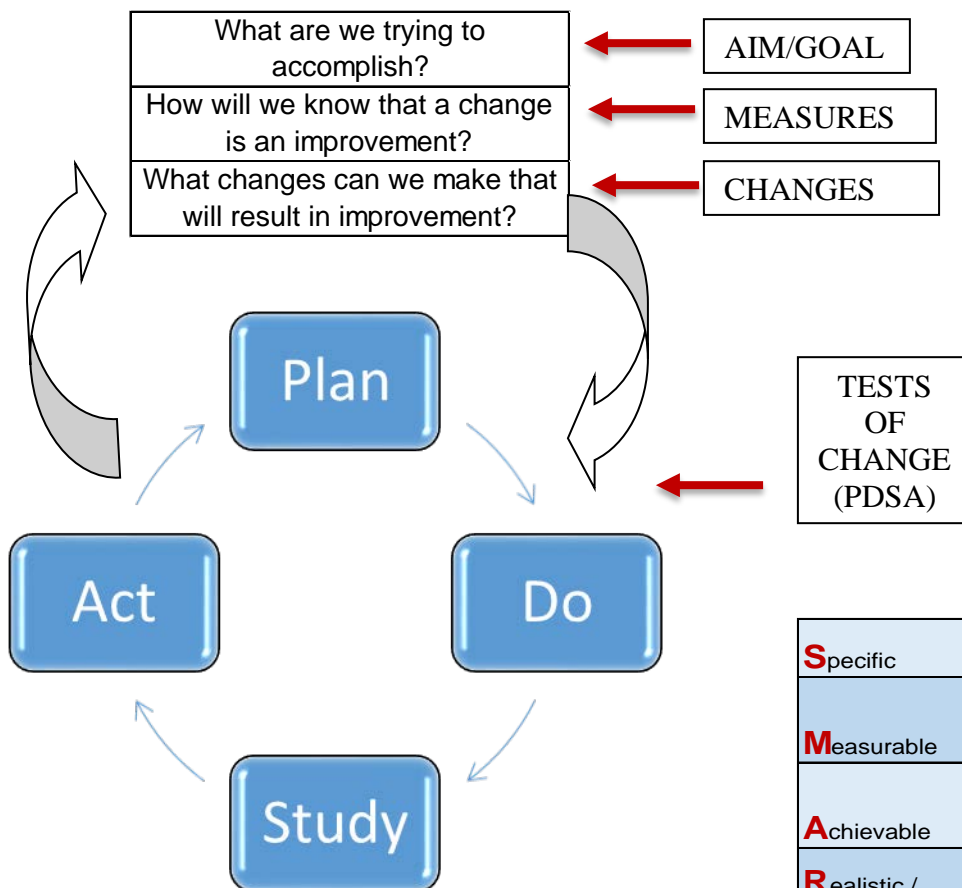 What are we trying to
accomplish?
AIM/GOAL
How will we know that a change
is an improvement?
MEASURES
What changes can we make that
will result in improvement?
CHANGES
Plan
TESTS
OF
CHANGE
(PDSA)
Act
Do
Specific
Measurable
Study
Achievable
Realistic /